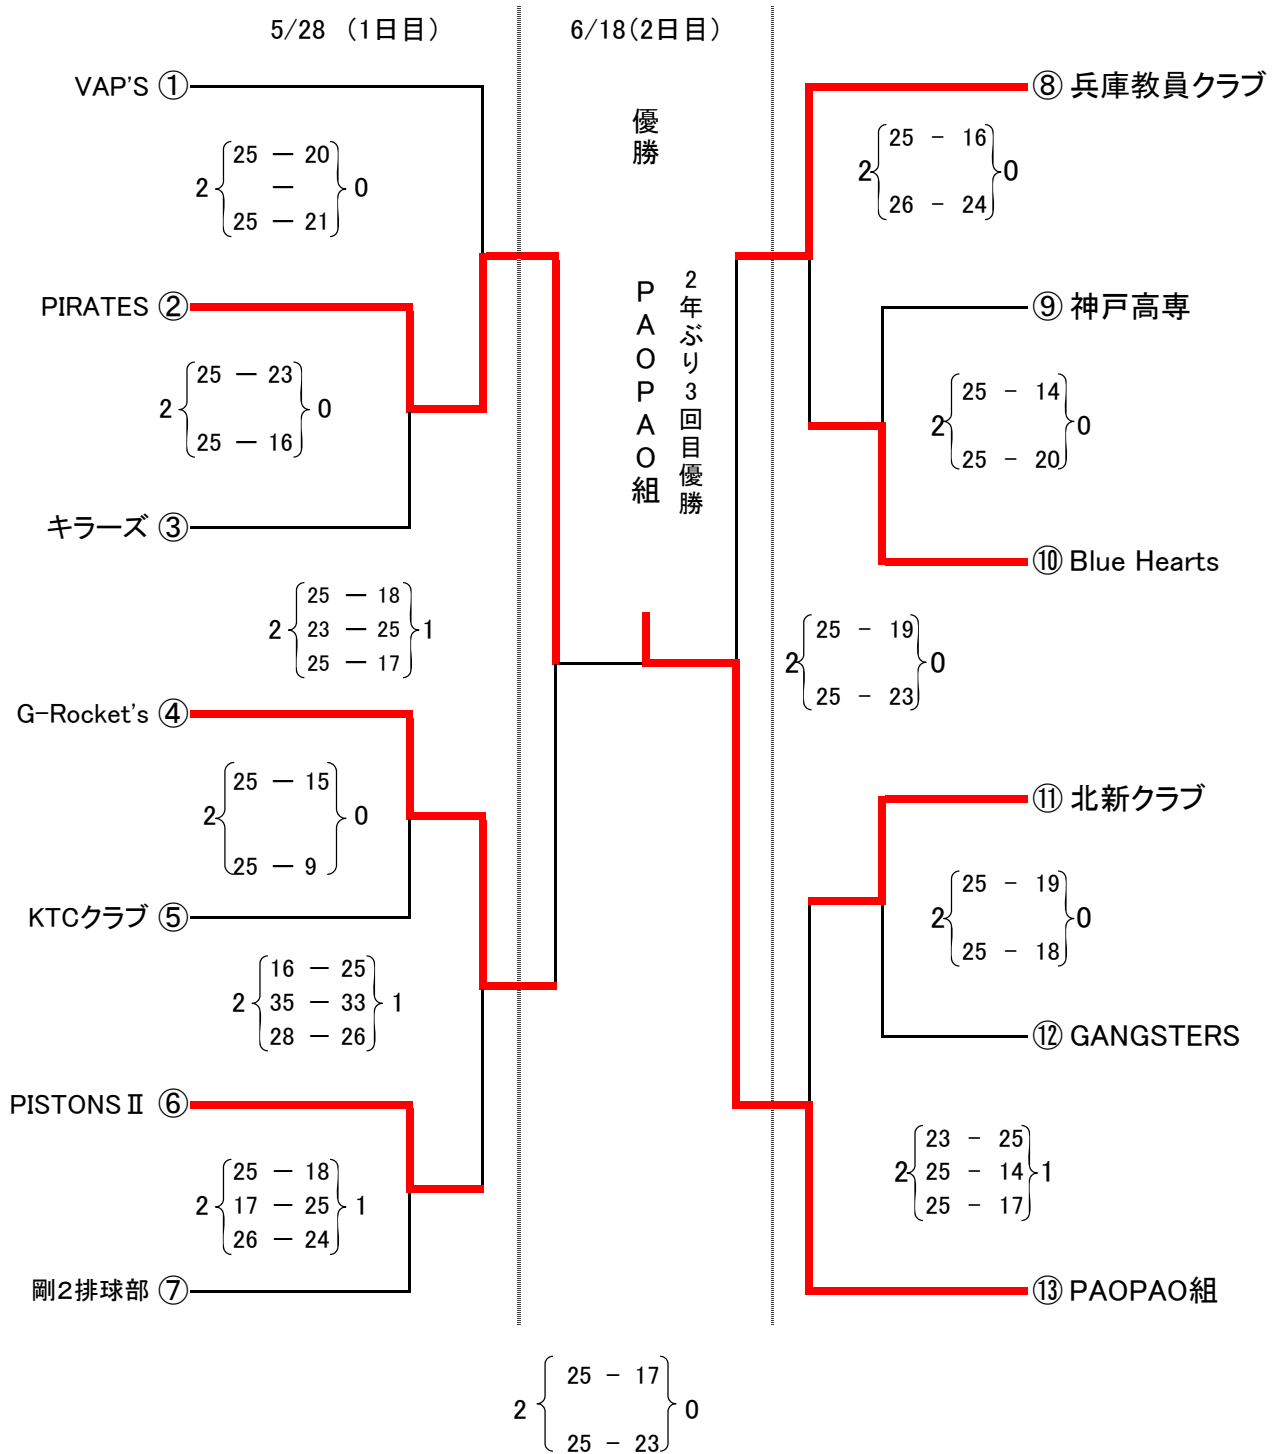 5/28 (1日目)
6/18(2日目)
VAP'S ①
2 25 － 20 0
－
25 － 21
PIRATES ②
2 25 － 23 0
25 － 16
キラーズ ③
2 25 － 18 1
23 － 25
25 － 17
G-Rocket's ④
2 25 － 15 0
25 － 9
KTCクラブ ⑤
2 16 － 25 1
35 － 33
28 － 26
PISTONSⅡ ⑥
2 25 － 18 1
17 － 25
26 － 24
剛2排球部 ⑦
優勝
PAOPAO組
2年ぶり3回目優勝
⑧ 兵庫教員クラブ
2 25 - 16 0
26 - 24
⑨ 神戸高専
2 25 - 14 0
25 - 20
⑩ Blue Hearts
2 25 - 19 0
25 - 23
⑪ 北新クラブ
2 25 - 19 0
25 - 18
⑫ GANGSTERS
2 23 - 25 1
25 - 14
25 - 17
⑬ PAOPAO組
2 25 - 17 0
25 - 23